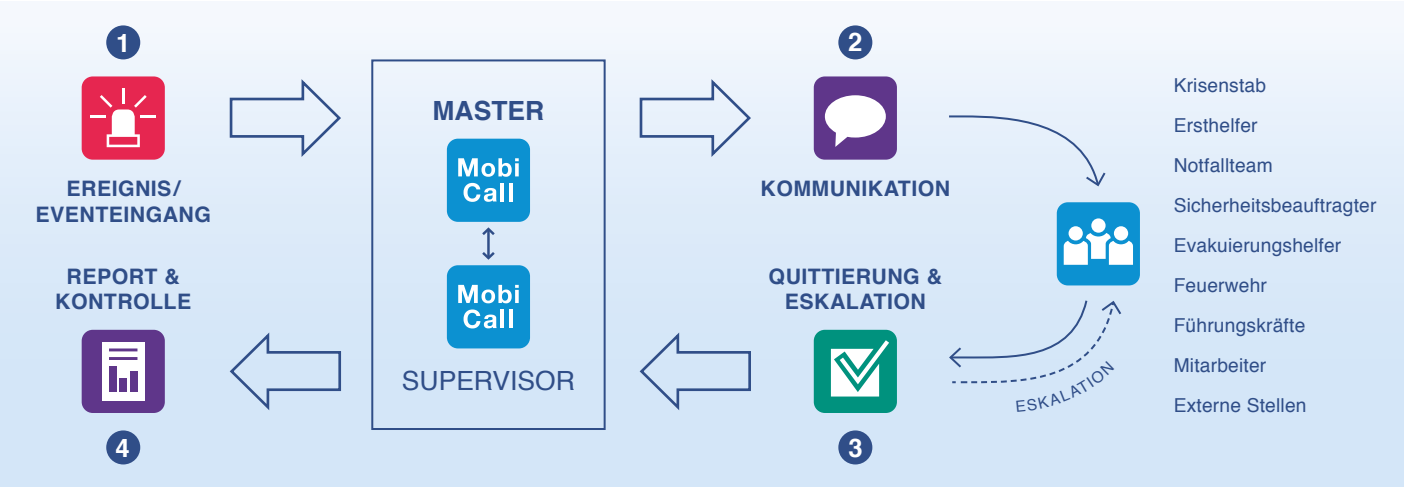 1
EREIGNIS/
EVENTEINGANG
MASTER
Mobi
Call
Mobi
Call
SUPERVISOR
2
KOMMUNIKATION
Krisenstab
Ersthelfer
Notfallteam
Sicherheitsbeauftragter
Evakuierungshelfer
Feuerwehr
Führungskräfte
Mitarbeiter
Externe Stellen
QUITTIERUNG &
ESKALATION
ESKALATION
3
REPORT &
KONTROLLE
4